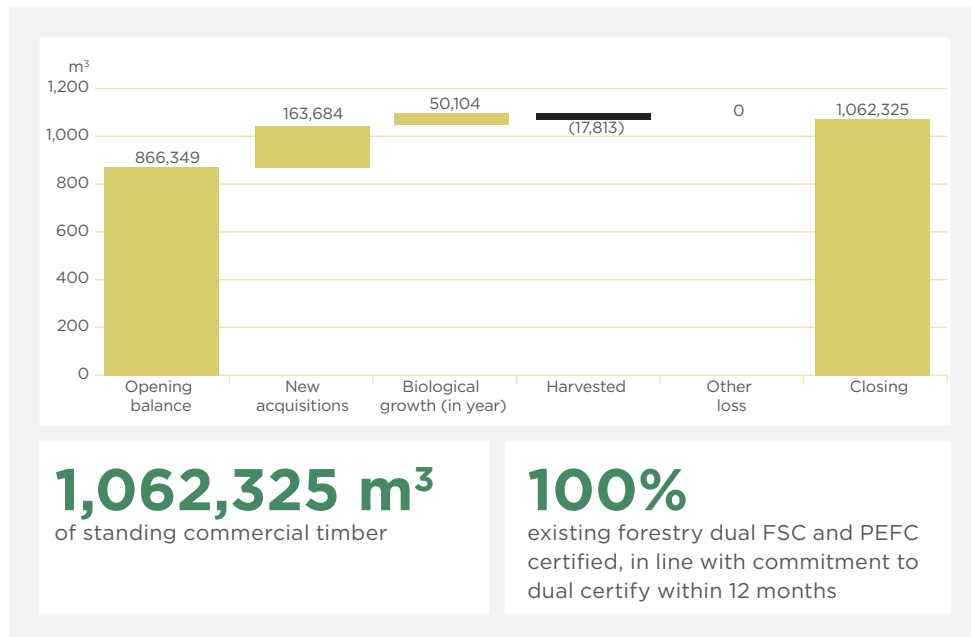 m³
1,200
1,000
800
600
400
200
0
866,349
163,684
50,104
(17,813)
0
1,062,325
Opening
balance
New
acquisitions
Biological
growth (in year)
Harvested
Other
loss
Closing
1,062,325 m³
of standing commercial timber
100%
existing forestry dual FSC and PEFC
certified, in line with commitment to
dual certify within 12 months